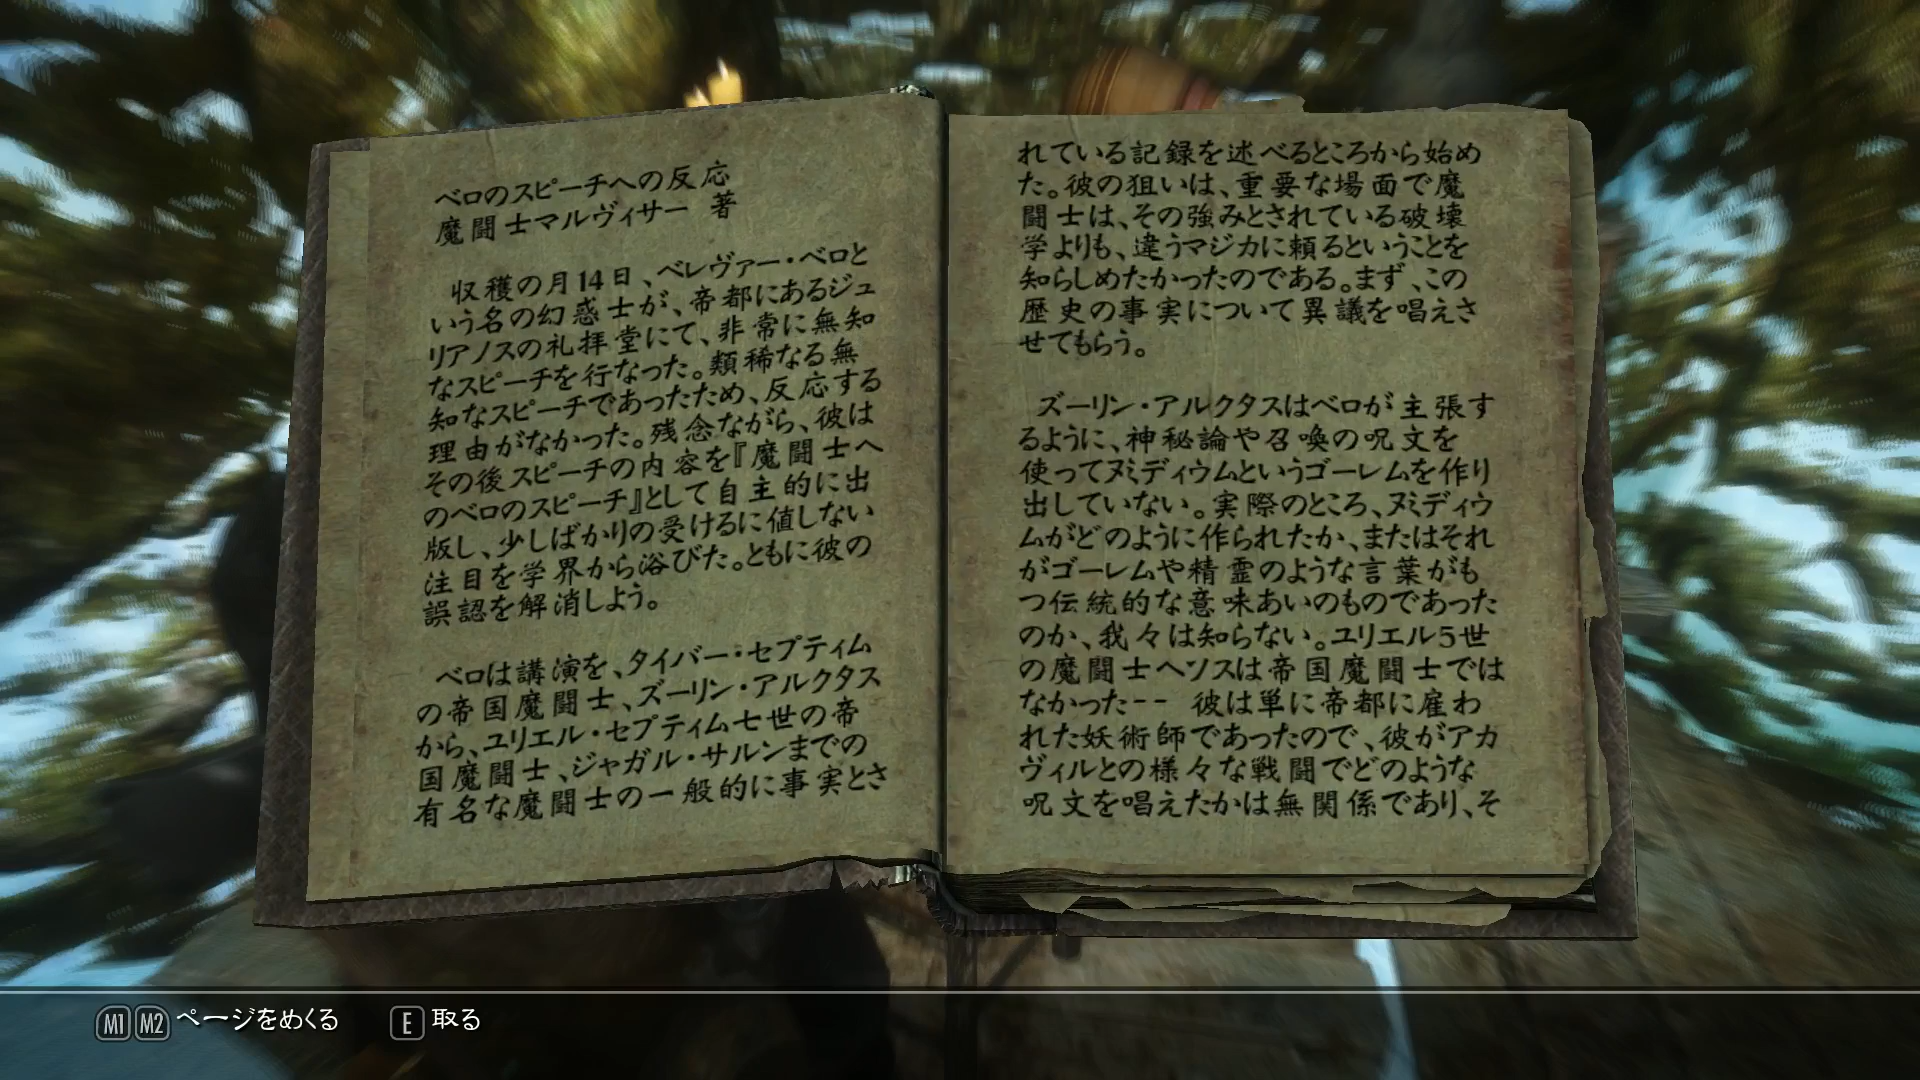 ベロのスピーチへの反応
魔闘士マルヴィサー 著
収穫の月14日、ベレヴァー・ベロと
いう名の幻惑士が、帝都にあるジュ
リアノスの礼拝堂にて、非常に無知
なスピーチを行なった。類稀なる無
知なスピーチであったため、反応する
理由がなかった。残念ながら、彼は
その後スピーチの内容を『魔闘士へ
のベロのスピーチ』として自主的に出
版し、少しばかりの受けるに値しない
注目を学界から浴びた。ともに彼の
誤認を解消しよう。
ベロは講演を、タイバー・セプティム
の帝国魔闘士、ズーリン・アルクタス
から、ユリエル・セプティム七世の帝
国魔闘士、ジャガル・サルンまでの
有名な魔闘士の一般的に事実とさ
れている記録を述べるところから始め
た。彼の狙いは、重要な場面で魔
闘士は、その強みとされている破壊
学よりも、違うマジカに頼るということを
知らしめたかったのである。まず、この
歴史の事実について異議を唱えさ
せてもらう。
ズーリン・アルクタスはベロが主張す
るように、神秘論や召喚の呪文を
使ってヌミディウムというゴーレムを作り
出していない。実際のところ、ヌミディウ
ムがどのように作られたか、またはそれ
がゴーレムや精霊のような言葉がも
つ伝統的な意味あいのものであった
のか、我々は知らない。ユリエル5世
の魔闘士ヘソスは帝国魔闘士では
なかった-- 彼は単に帝都に雇わ
れた妖術師であったので、彼がアカ
ヴィルとの様々な戦闘でどのような
呪文を唱えたかは無関係であり、そ
M1 M2 ページをめくる
E 取る